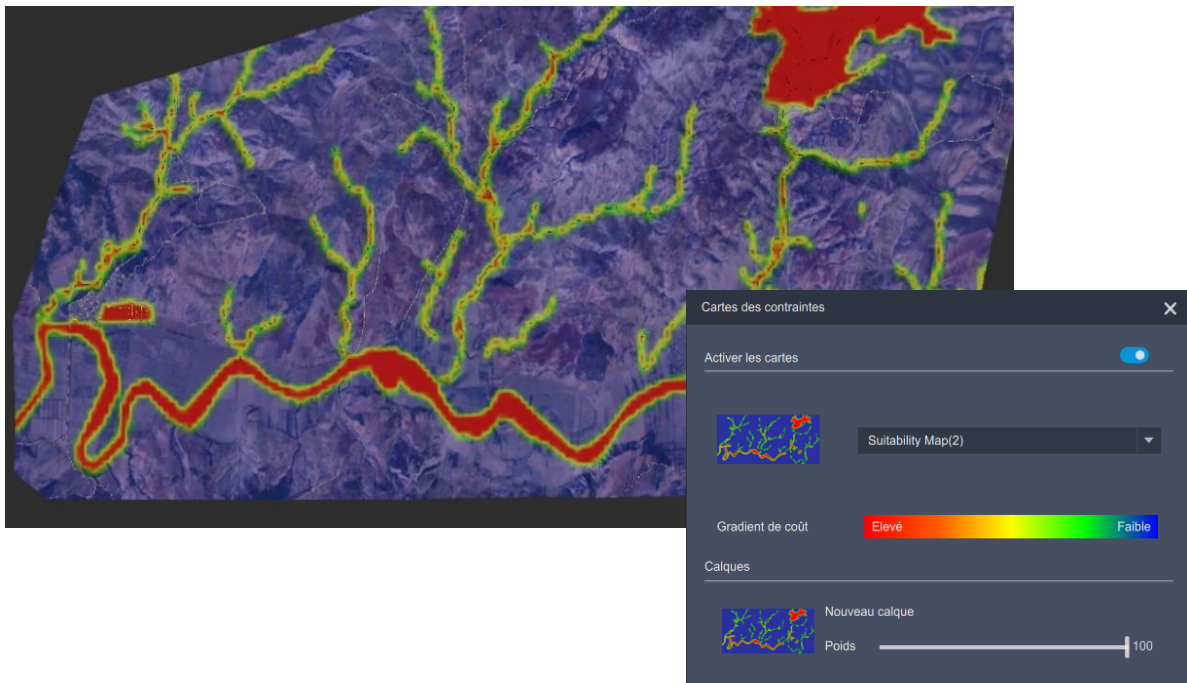 Cartes des contraintes
Activer les cartes
Suitability Map(2)
Gradient de coût
Elevé
Faible
Calques
Nouveau calque
Poids
100